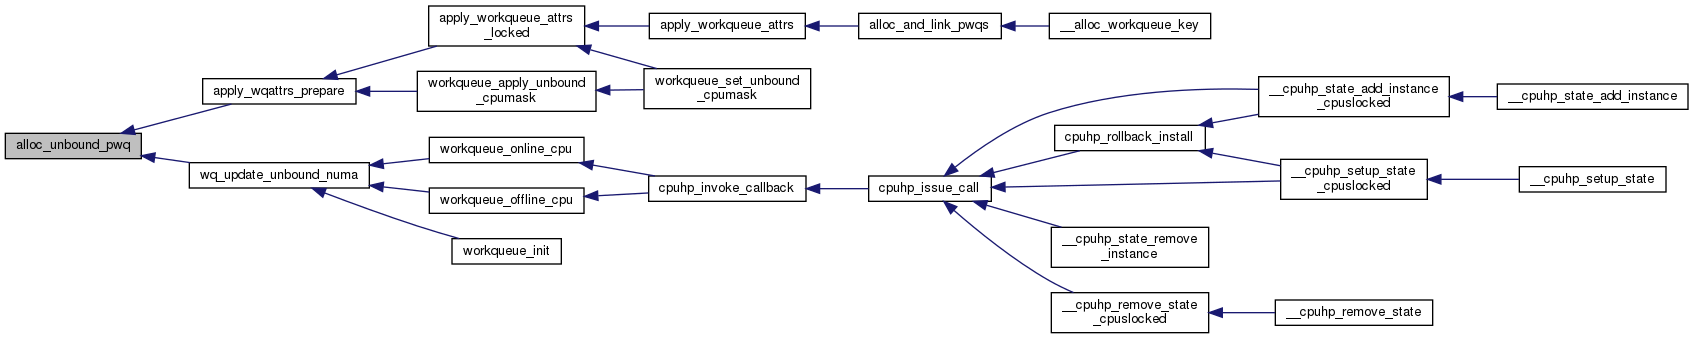 alloc_unbound_pwq
apply_wqattrs_prepare
wq_update_unbound_numa
apply_workqueue_attrs
_locked
workqueue_apply_unbound
_cpumask
workqueue_online_cpu
workqueue_offline_cpu
workqueue_init
apply_workqueue_attrs
workqueue_set_unbound
_cpumask
cpuhp_invoke_callback
alloc_and_link_pwqs
cpuhp_issue_call
__alloc_workqueue_key
cpuhp_rollback_install
__cpuhp_state_remove
_instance
__cpuhp_remove_state
_cpuslocked
__cpuhp_state_add_instance
_cpuslocked
__cpuhp_setup_state
_cpuslocked
__cpuhp_remove_state
__cpuhp_state_add_instance
__cpuhp_setup_state